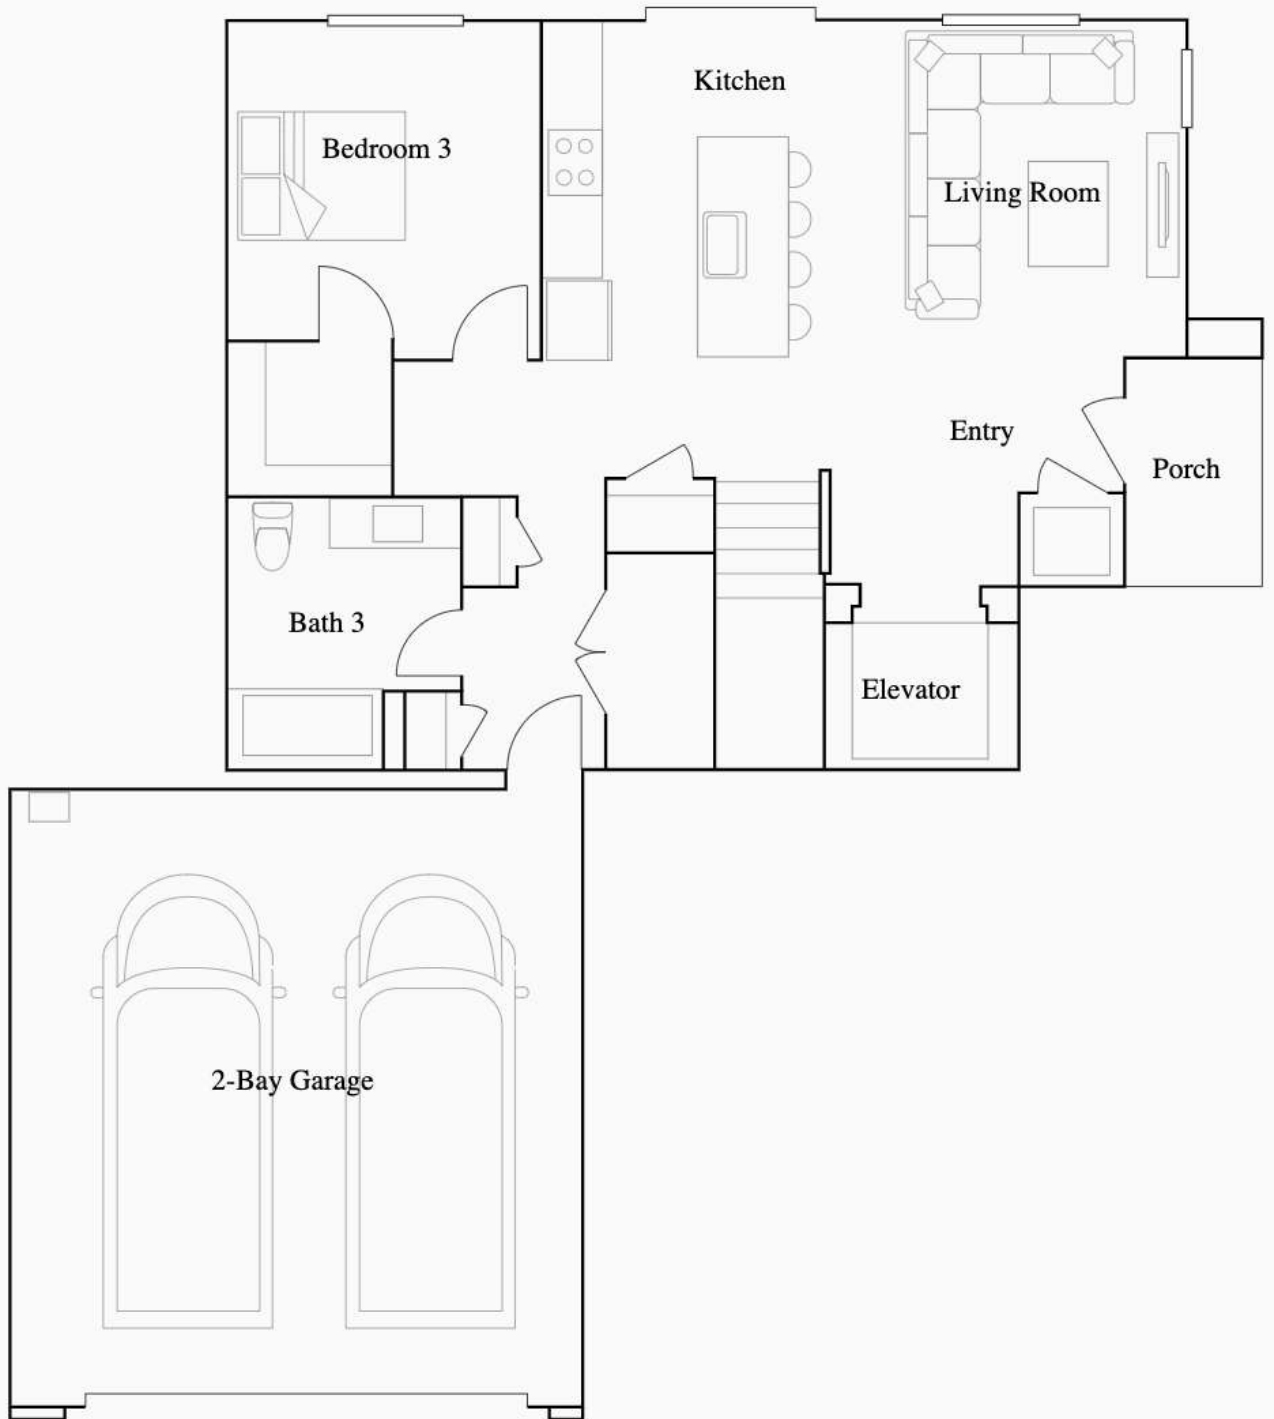 Kitchen
Bedroom 3
Living Room
Entry
Porch
Bath 3
Elevator
2-Bay Garage